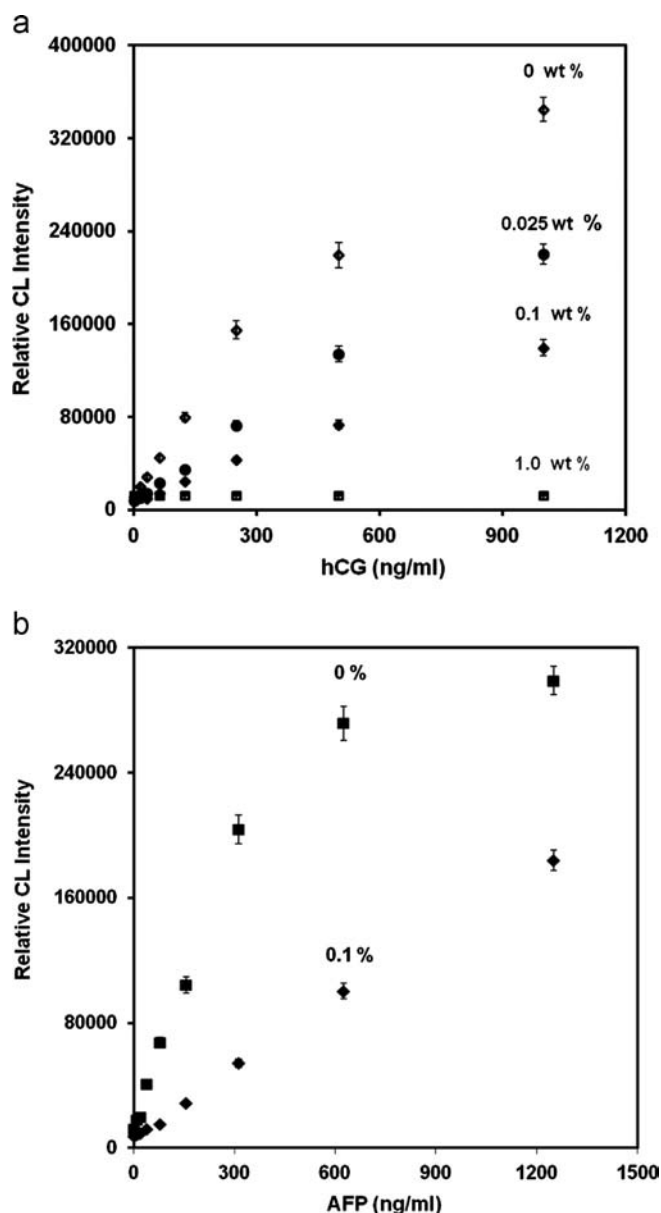 a
400000
320000
240000
160000
80000
0
Relative CL Intensity
0 wt %
0.025 wt %
0.1 wt %
1.0 wt %
0 300 600 900 1200
hCG (ng/ml)
b
320000
240000
160000
80000
0
Relative CL Intensity
0 %
0.1 %
0 300 600 900 1200 1500
AFP (ng/ml)